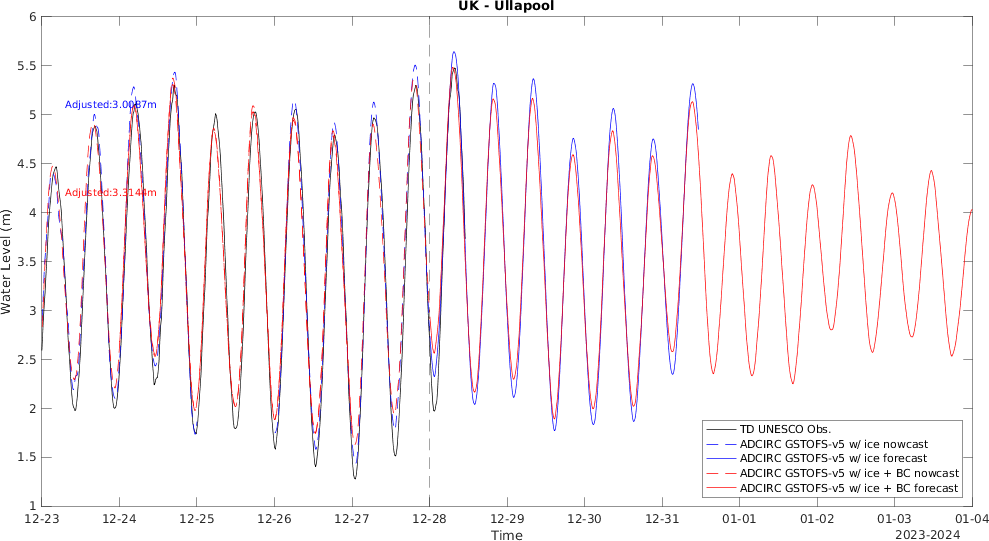 UK - Ullapool
6
5.5
5
4.5
4
3.5
3
2.5
2
1.5
1
Water Level (m)
Adjusted:3.0087m
Adjusted:3.3144m
TD UNESCO Obs.
ADCIRC GSTOFS-v5 w/ ice nowcast
ADCIRC GSTOFS-v5 w/ ice forecast
ADCIRC GSTOFS-v5 w/ ice + BC nowcast
ADCIRC GSTOFS-v5 w/ ice + BC forecast
12-23 12-24 12-25 12-26 12-27 12-28 12-29 12-30 12-31 01-01 01-02 01-03 01-04
Time
2023-2024